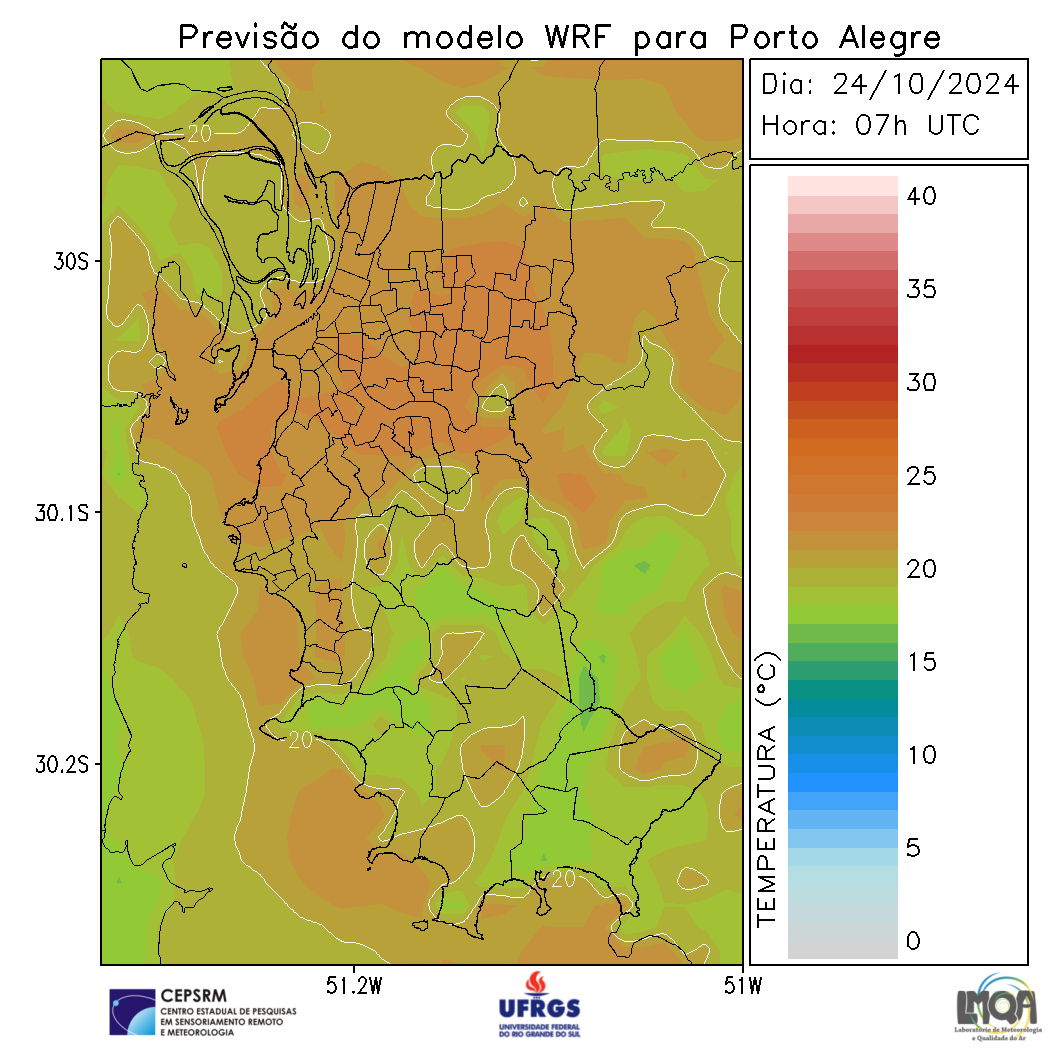 Previsão do modelo WRF para Porto Alegre
Dia: 24/10/2024
Hora: 07h UTC
40
35
30
25
20
15
10
5
0
TEMPERATURA (°C)
30S
30.1S
30.2S
51.2W
51W
20
20
20
CEPSRM
CENTRO ESTADUAL DE PESQUISAS
EM SENSORIAMENTO REMOTO
E METEOROLOGIA
UFRGS
UNIVERSIDADE FEDERAL
DO RIO GRANDE DO SUL
LMQA
Laboratório de Meteorologia
e Qualidade do Ar